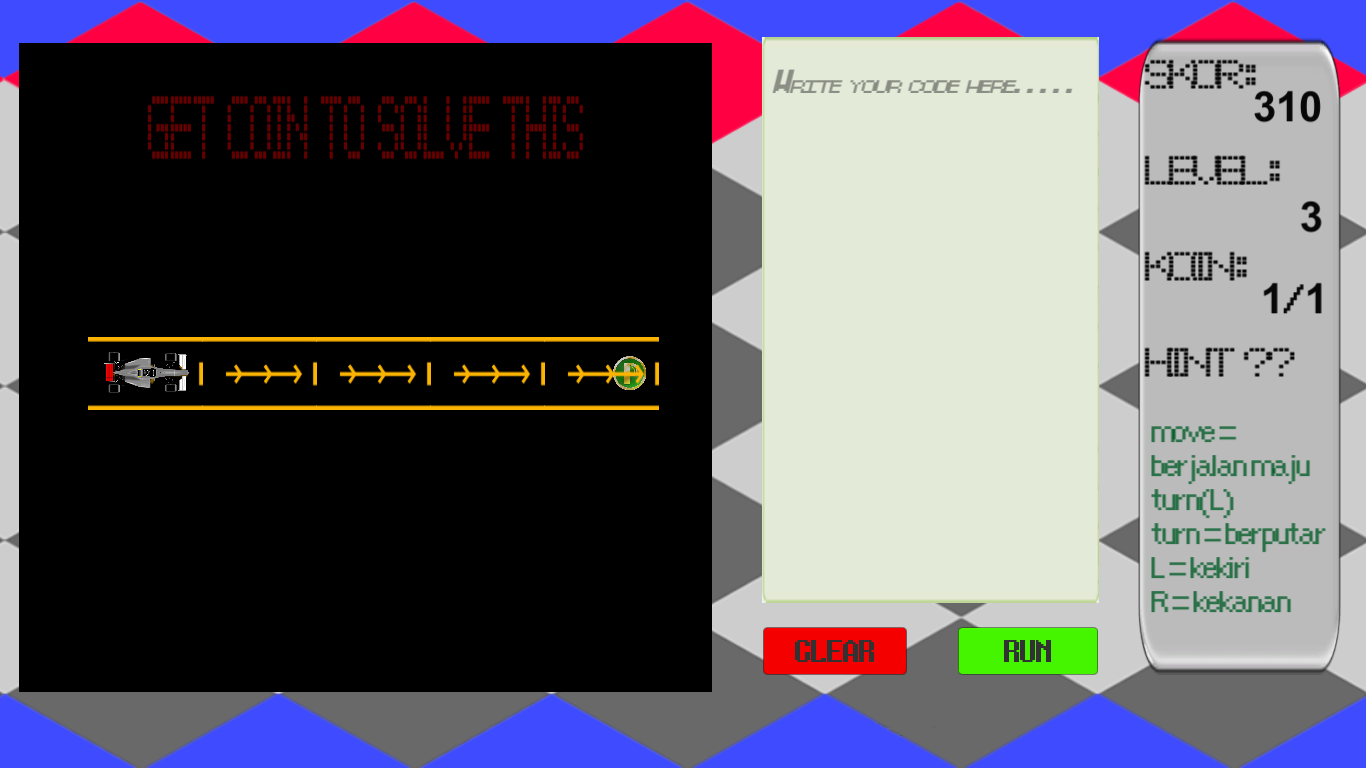 GET COIN TO SOLVE THIS
WRITE YOUR CODE HERE.....
CLEAR
RUN
SKOR:
310
LEVEL:
3
KOIN:
1/1
HINT ??
move =
berjalan maju
turn(L)
turn = berputar
L = kekiri
R = kekanan